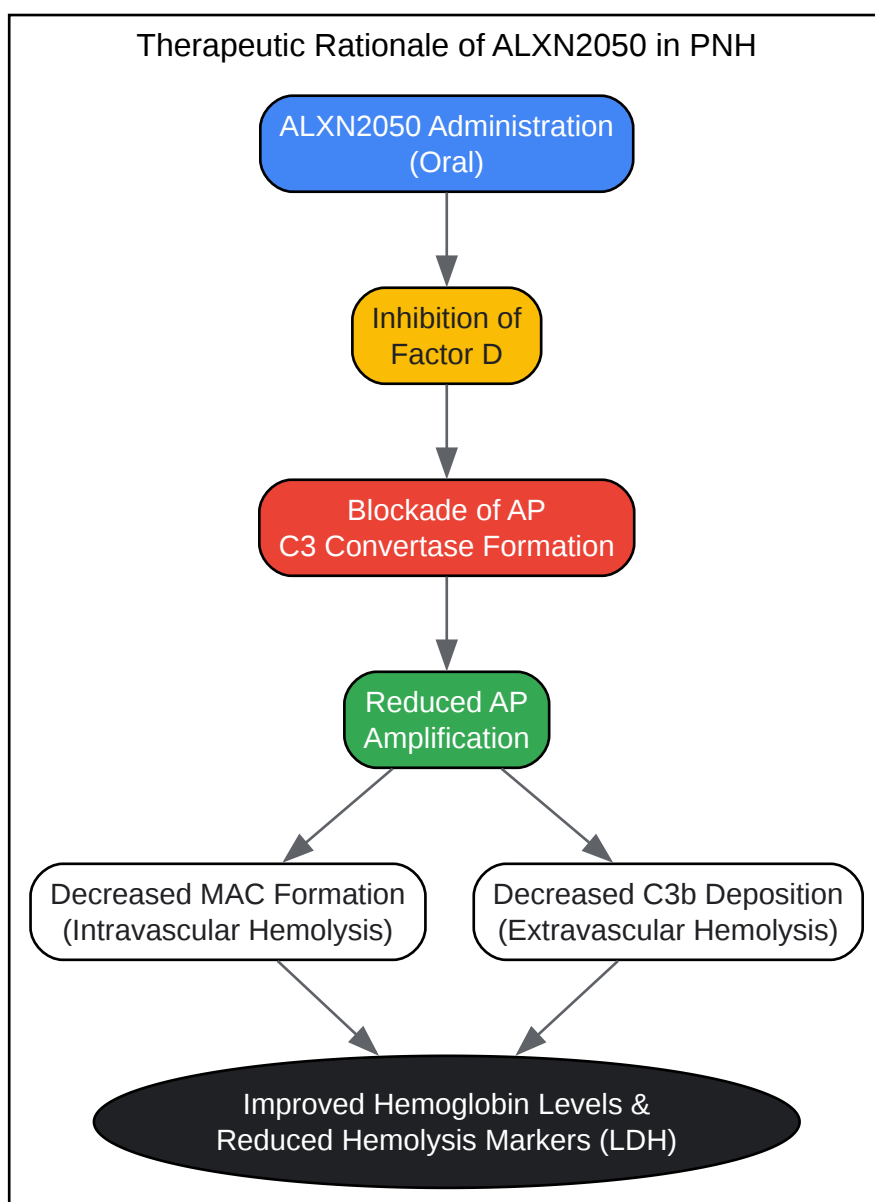 Therapeutic Rationale of ALXN2050 in PNH
ALXN2050 Administration
(Oral)
Inhibition of
Factor D
Blockade of AP
C3 Convertase Formation
Reduced AP
Amplification
Decreased MAC Formation
(Intravascular Hemolysis)
Decreased C3b Deposition
(Extravascular Hemolysis)
Improved Hemoglobin Levels &
Reduced Hemolysis Markers (LDH)